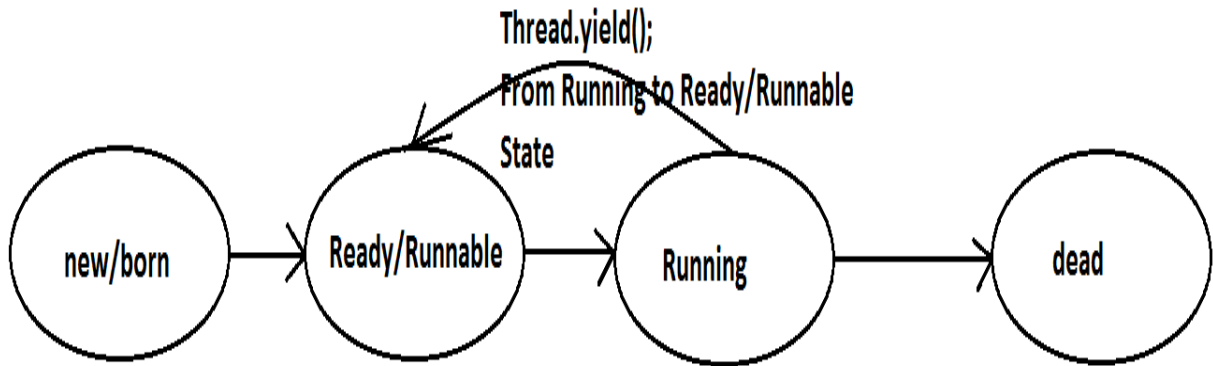 Thread.yield();
From Running to Ready/Runnable
State
new/born
Ready/Runnable
Running
dead